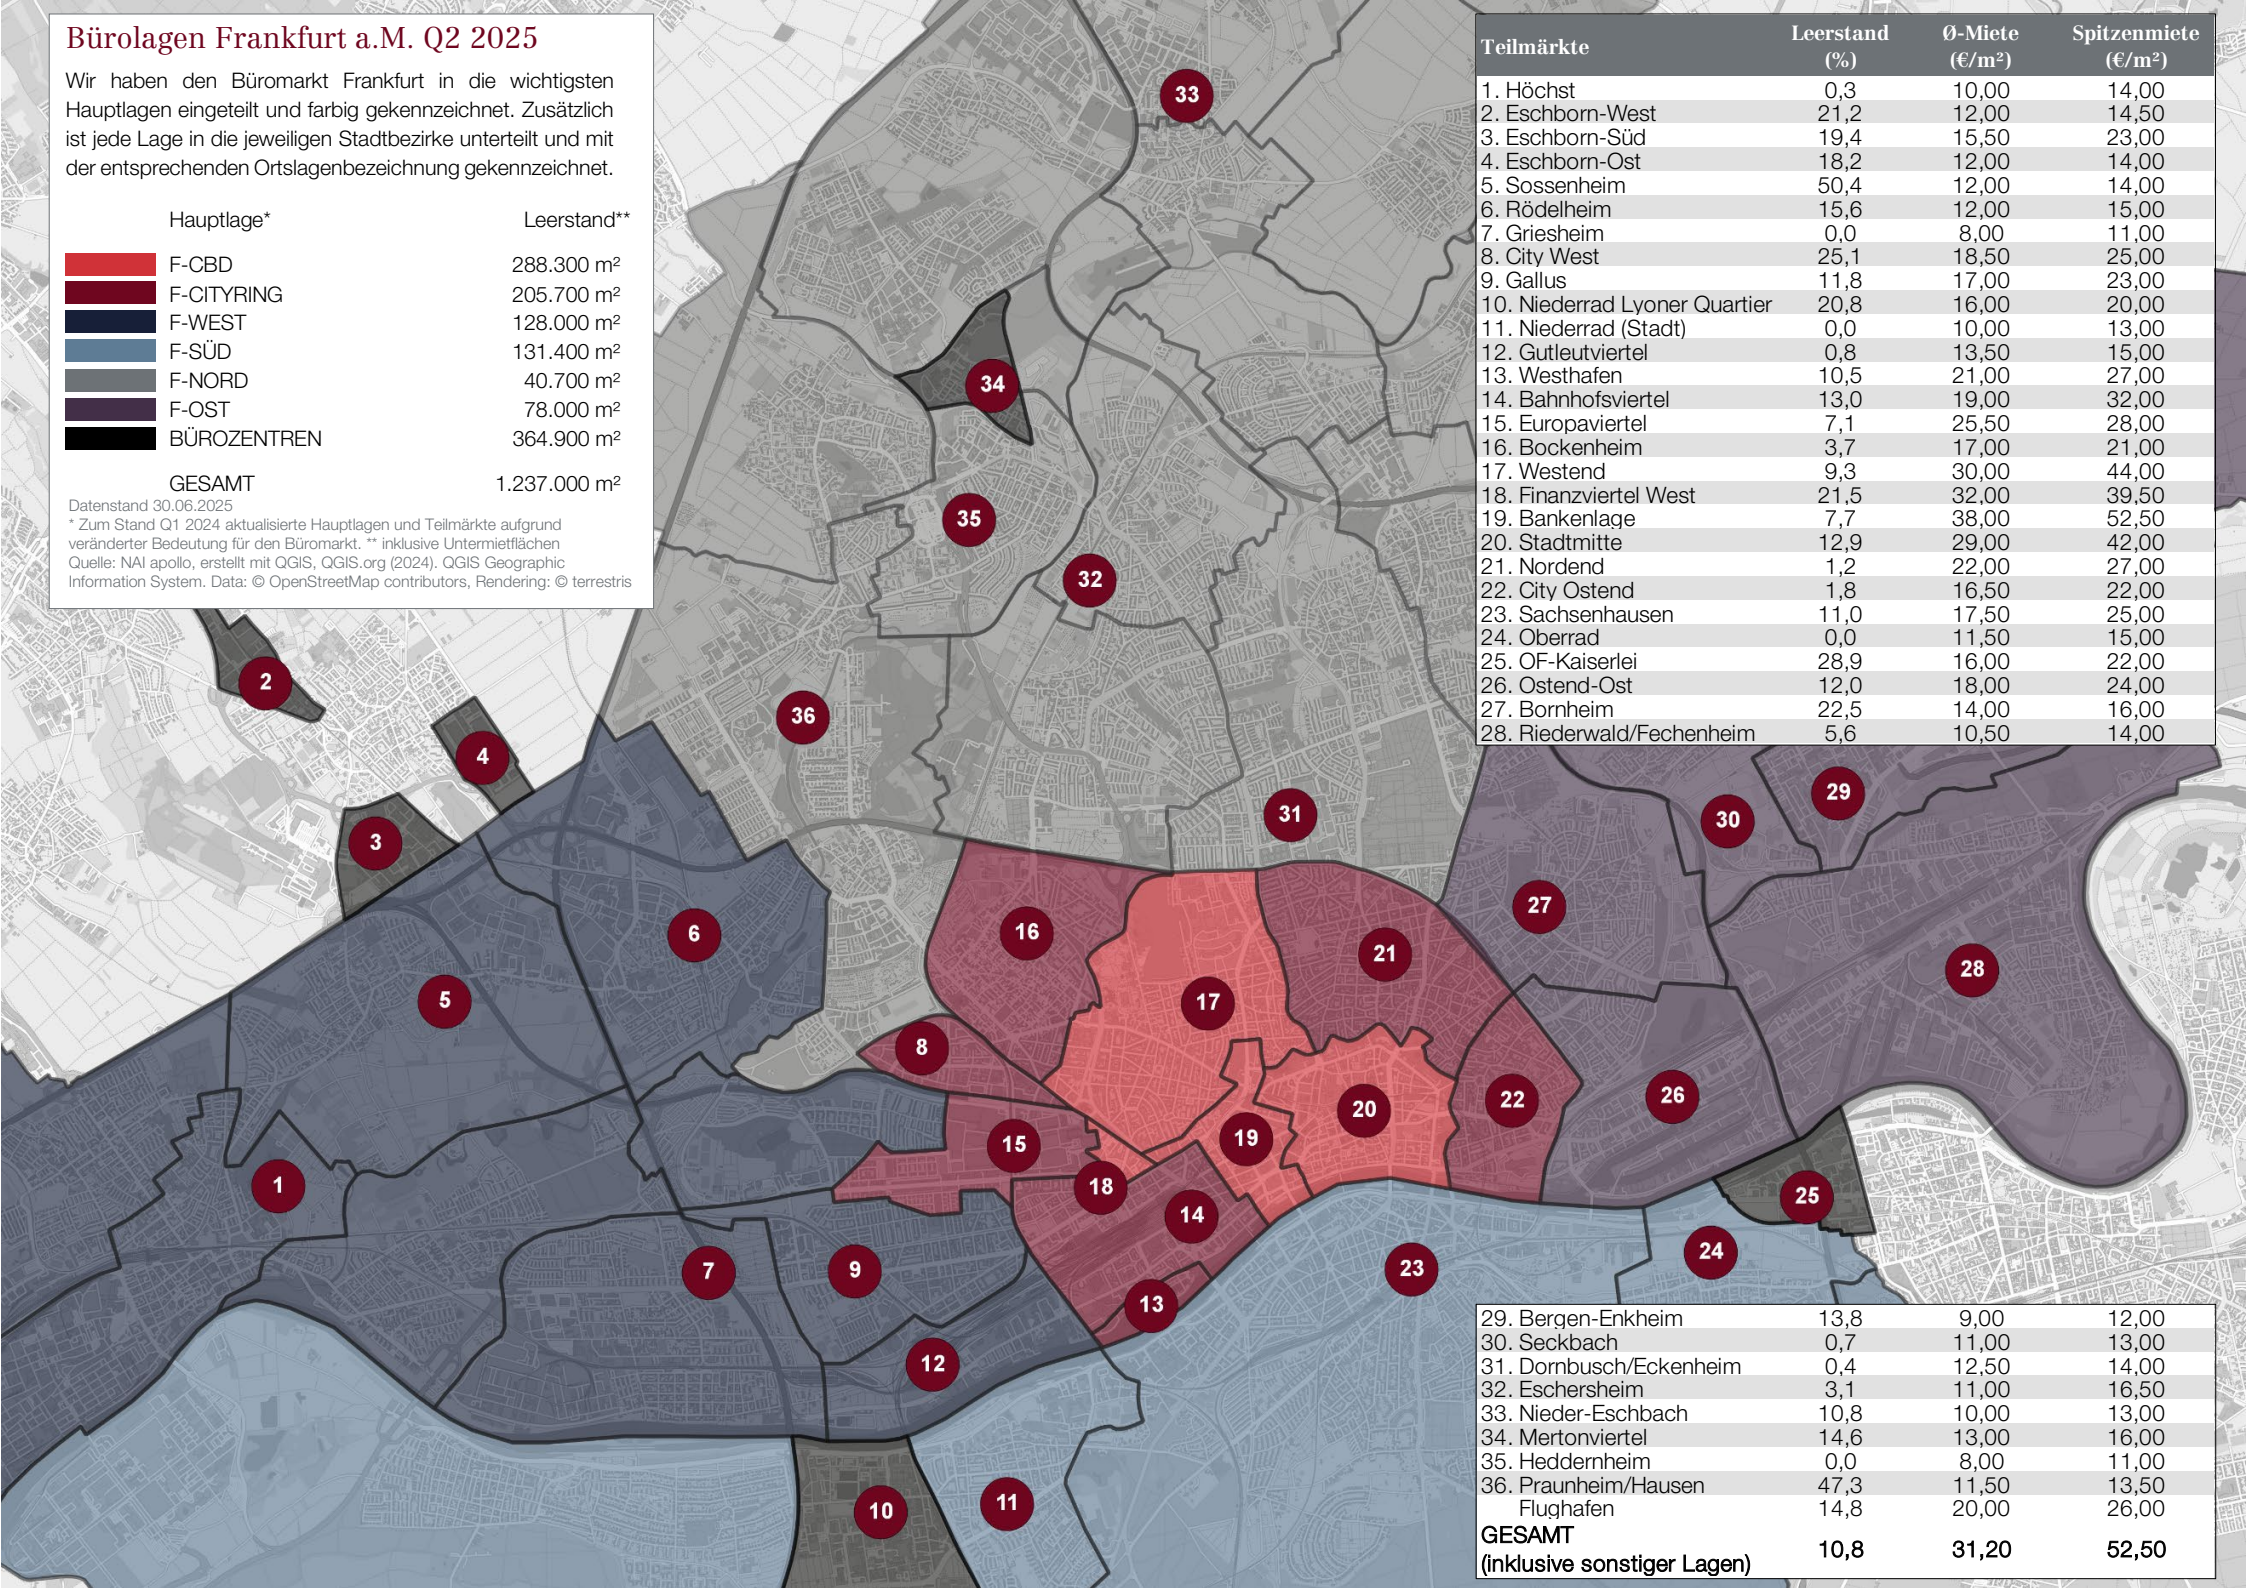 Bürolagen Frankfurt a.M. Q2 2025
Wir haben den Büromarkt Frankfurt in die wichtigsten
Hauptlagen eingeteilt und farbig gekennzeichnet. Zusätzlich
ist jede Lage in die jeweiligen Stadtbezirke unterteilt und mit
der entsprechenden Ortslagenbezeichnung gekennzeichnet.
Hauptlage* Leerstand**
F-CBD 288.300 m²
F-CITYRING 205.700 m²
F-WEST 128.000 m²
F-SÜD 131.400 m²
F-NORD 40.700 m²
F-OST 78.000 m²
BÜROZENTREN 364.900 m²
GESAMT 1.237.000 m²
Datenstand 30.06.2025
* Zum Stand Q1 2024 aktualisierte Hauptlagen und Teilmärkte aufgrund
veränderter Bedeutung für den Büromarkt. ** inklusive Untermietflächen
Quelle: NAI apollo, erstellt mit QGIS, QGIS.org (2024). QGIS Geographic
Information System. Data: © OpenStreetMap contributors, Rendering: © terrestris
Teilmärkte Leerstand (%) Ø-Miete (€/m²) Spitzenmiete (€/m²)
1. Höchst 0,3 10,00 14,00
2. Eschborn-West 21,2 12,00 14,50
3. Eschborn-Süd 19,4 15,50 23,00
4. Eschborn-Ost 18,2 12,00 14,00
5. Sossenheim 50,4 12,00 14,00
6. Rödelheim 15,6 12,00 15,00
7. Griesheim 0,0 8,00 11,00
8. City West 25,1 18,50 25,00
9. Gallus 11,8 17,00 23,00
10. Niederrad Lyoner Quartier 20,8 16,00 20,00
11. Niederrad (Stadt) 0,0 10,00 13,00
12. Gutleutviertel 0,8 13,50 15,00
13. Westhafen 10,5 21,00 27,00
14. Bahnhofsviertel 13,0 19,00 32,00
15. Europaviertel 7,1 25,50 28,00
16. Bockenheim 3,7 17,00 21,00
17. Westend 9,3 30,00 44,00
18. Finanzviertel West 21,5 32,00 39,50
19. Bankenlage 7,7 38,00 52,50
20. Stadtmitte 12,9 29,00 42,00
21. Nordend 1,2 22,00 27,00
22. City Ostend 1,8 16,50 22,00
23. Sachsenhausen 11,0 17,50 25,00
24. Oberrad 0,0 11,50 15,00
25. OF-Kaiserlei 28,9 16,00 22,00
26. Ostend-Ost 12,0 18,00 24,00
27. Bornheim 22,5 14,00 16,00
28. Riederwald/Fechenheim 5,6 10,50 14,00
33
34
35
32
2
36
4
31
29
30
3
27
6
16
21
28
5
17
8
26
22
20
19
15
1
18
25
14
24
23
7
9
13
12
11
10
29. Bergen-Enkheim 13,8 9,00 12,00
30. Seckbach 0,7 11,00 13,00
31. Dornbusch/Eckenheim 0,4 12,50 14,00
32. Eschersheim 3,1 11,00 16,50
33. Nieder-Eschbach 10,8 10,00 13,00
34. Mertonviertel 14,6 13,00 16,00
35. Heddernheim 0,0 8,00 11,00
36. Praunheim/Hausen 47,3 11,50 13,50
Flughafen 14,8 20,00 26,00
GESAMT
(inklusive sonstiger Lagen) 10,8 31,20 52,50